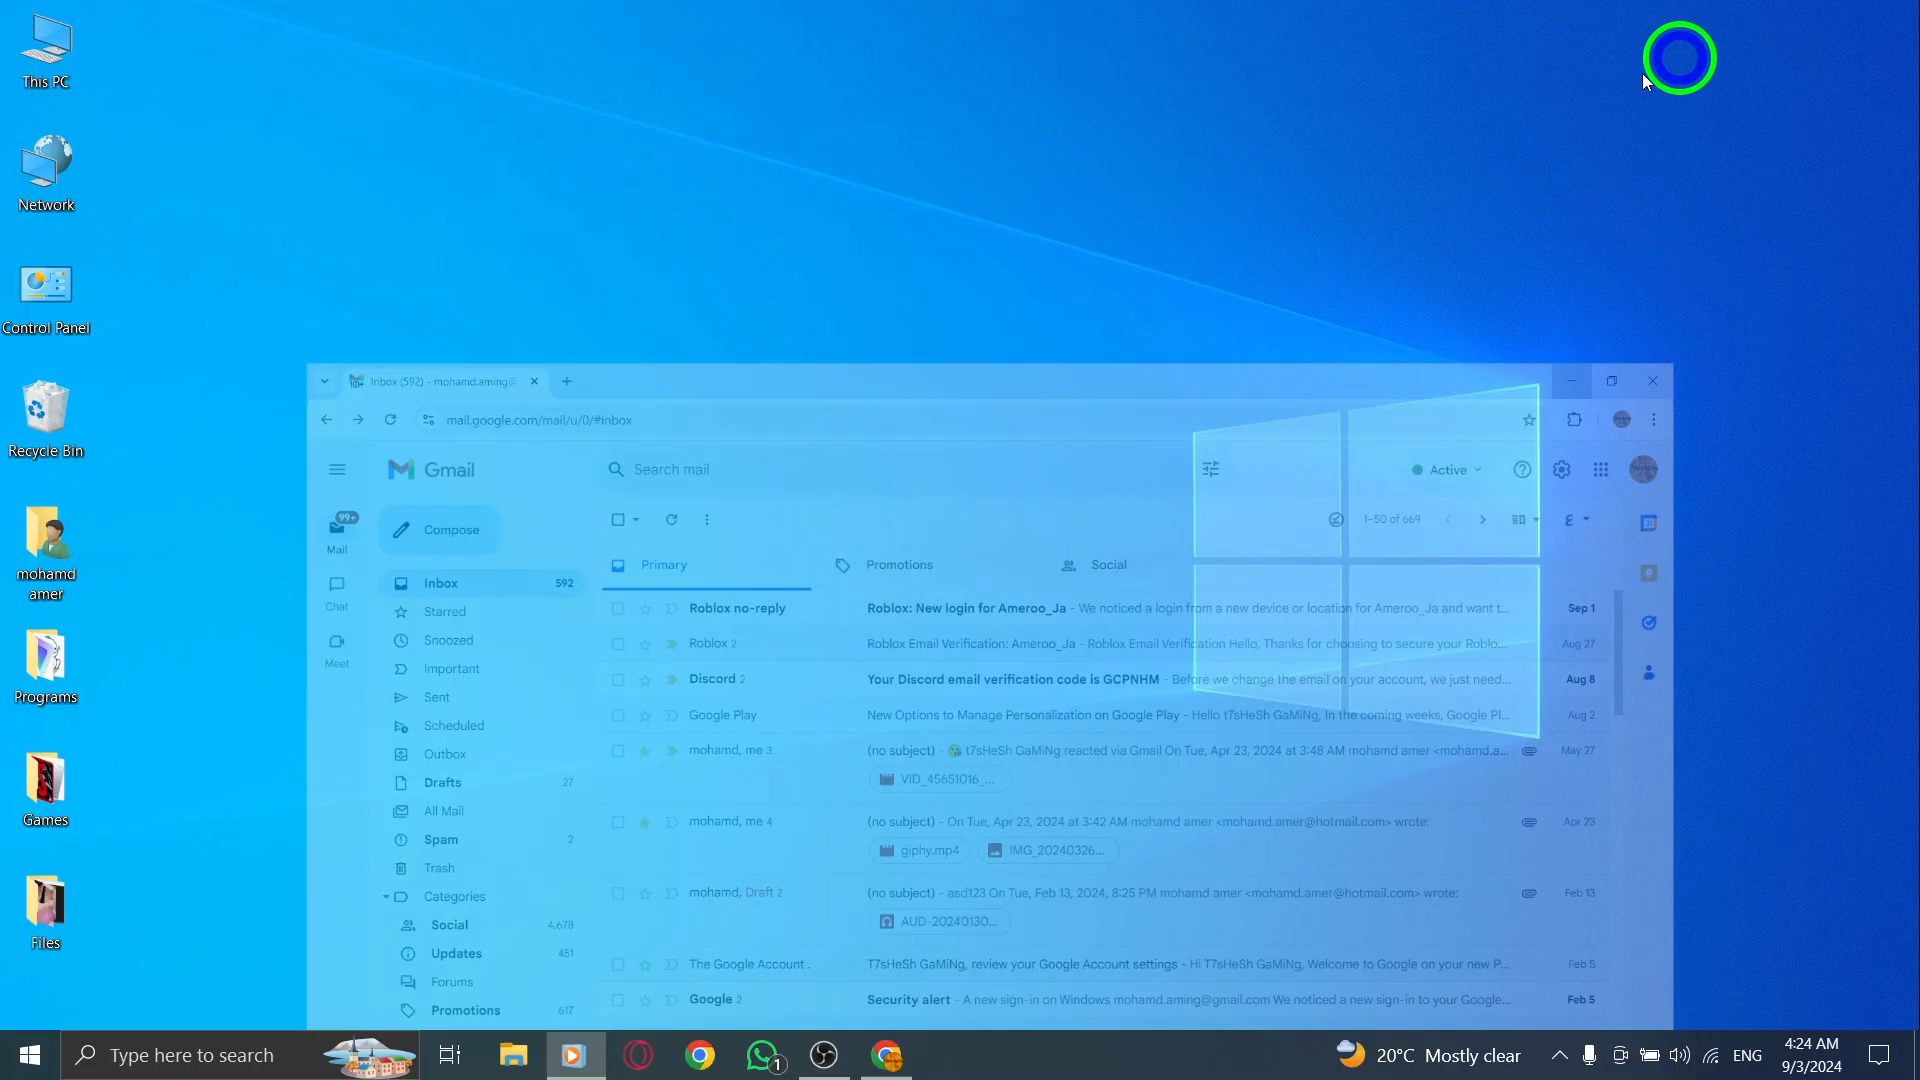 This PC
Network
Control Panel
Recycle Bin
mohamd
amer
Programs
Games
Files
Inbox (592) - mohamd.aming@
mail.google.com/mail/u/0/#inbox
Gmail
Search mail
Active
99+
Mail
Compose
1–50 of 669
Chat
Meet
Inbox 592
Starred
Snoozed
Important
Sent
Scheduled
Outbox
Drafts 27
All Mail
Spam 2
Trash
Categories
Social 4,678
Updates 451
Forums
Promotions 617
Primary
Promotions
Social
Roblox no-reply Roblox: New login for Ameroo_Ja - We noticed a login from a new device or location for Ameroo_Ja and want t... Sep 1
Roblox 2 Roblox Email Verification: Ameroo_Ja - Roblox Email Verification Hello, Thanks for choosing to secure your Roblo... Aug 27
Discord 2 Your Discord email verification code is GCPNHM - Before we change the email on your account, we just need... Aug 8
Google Play New Options to Manage Personalization on Google Play - Hello t7sHeSh GaMiNg, In the coming weeks, Google Pl... Aug 2
mohamd, me 3 (no subject) - t7sHeSh GaMiNg reacted via Gmail On Tue, Apr 23, 2024 at 3:48 AM mohamd amer <mohamd.a... May 27
VID_45651016_...
mohamd, me 4 (no subject) - On Tue, Apr 23, 2024 at 3:42 AM mohamd amer <mohamd.amer@hotmail.com> wrote: Apr 23
giphy.mp4 IMG_20240326...
mohamd, Draft 2 (no subject) - asd123 On Tue, Feb 13, 2024, 8:25 PM mohamd amer <mohamd.amer@hotmail.com> wrote: Feb 13
AUD-20240130...
The Google Account . T7sHeSh GaMiNg, review your Google Account settings - Hi T7sHeSh GaMiNg, Welcome to Google on your new P... Feb 5
Google 2 Security alert - A new sign-in on Windows mohamd.aming@gmail.com We noticed a new sign-in to your Google... Feb 5
Type here to search
1
20°C Mostly clear
ENG
4:24 AM
9/3/2024